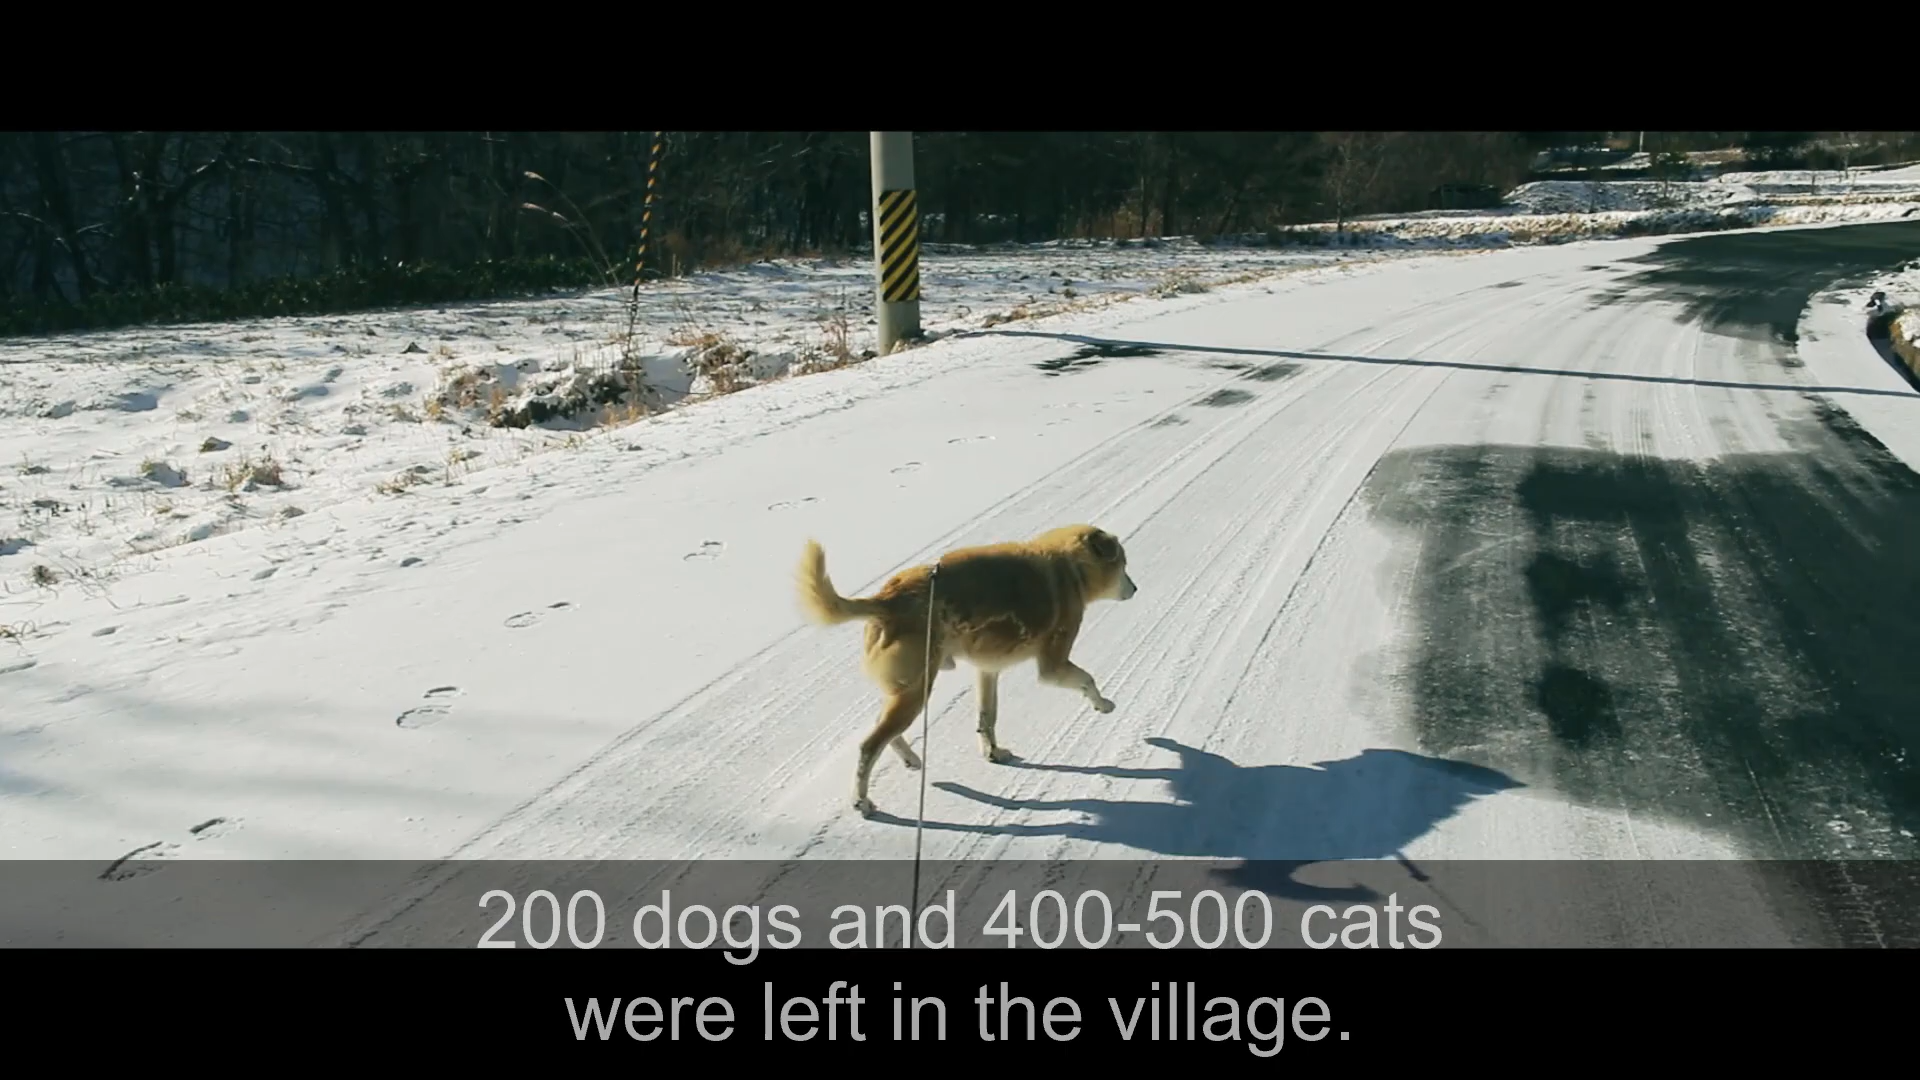 200 dogs and 400-500 cats
were left in the village.